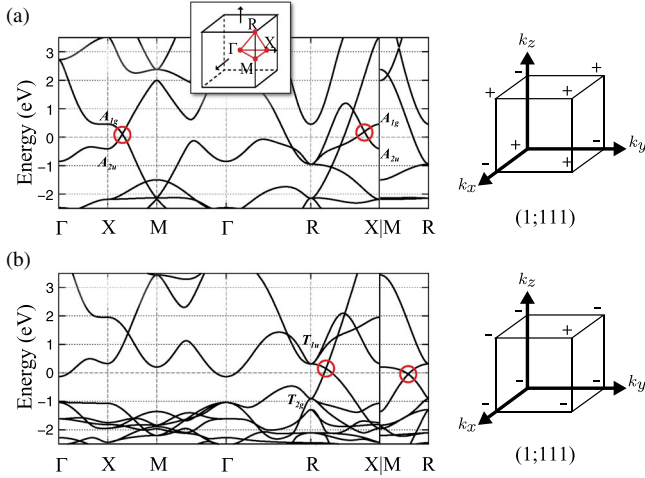 (a)
Energy (eV)
3
2
1
0
−1
−2
A1g
A2u
A1g
A2u
R
Γ
X
M
Γ X M Γ R X|M R
kz
ky
kx
− + + + + + − −
(1;111)
(b)
Energy (eV)
3
2
1
0
−1
−2
T1u
T2g
Γ X M Γ R X|M R
kz
ky
kx
− − − + − − − −
(1;111)